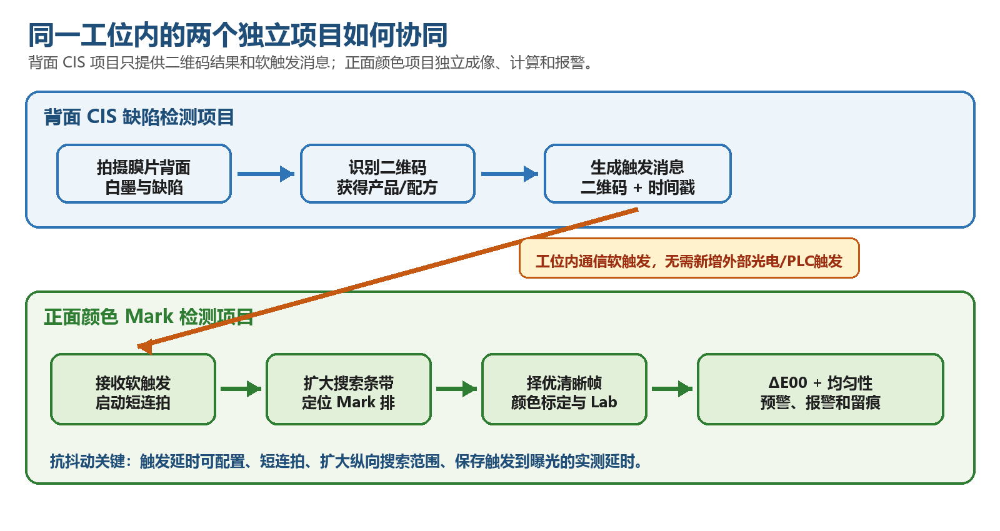 同一工位内的两个独立项目如何协同
背面 CIS 项目只提供二维码结果和软触发消息；正面颜色项目独立成像、计算和报警。
背面 CIS 缺陷检测项目
拍摄膜片背面
白墨与缺陷
识别二维码
获得产品/配方
生成触发消息
二维码 + 时间戳
工位内通信软触发，无需新增外部光电/PLC触发
正面颜色 Mark 检测项目
接收软触发
启动短连拍
扩大搜索条带
定位 Mark 排
择优清晰帧
颜色标定与 Lab
ΔE00 + 均匀性
预警、报警和留痕
抗抖动关键：触发延时可配置、短连拍、扩大纵向搜索范围、保存触发到曝光的实测延时。